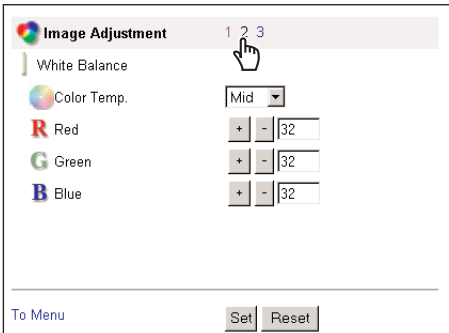 Image Adjustment 1 2 3
White Balance
Color Temp. Mid
R Red + - 32
G Green + - 32
B Blue + - 32
To Menu Set Reset